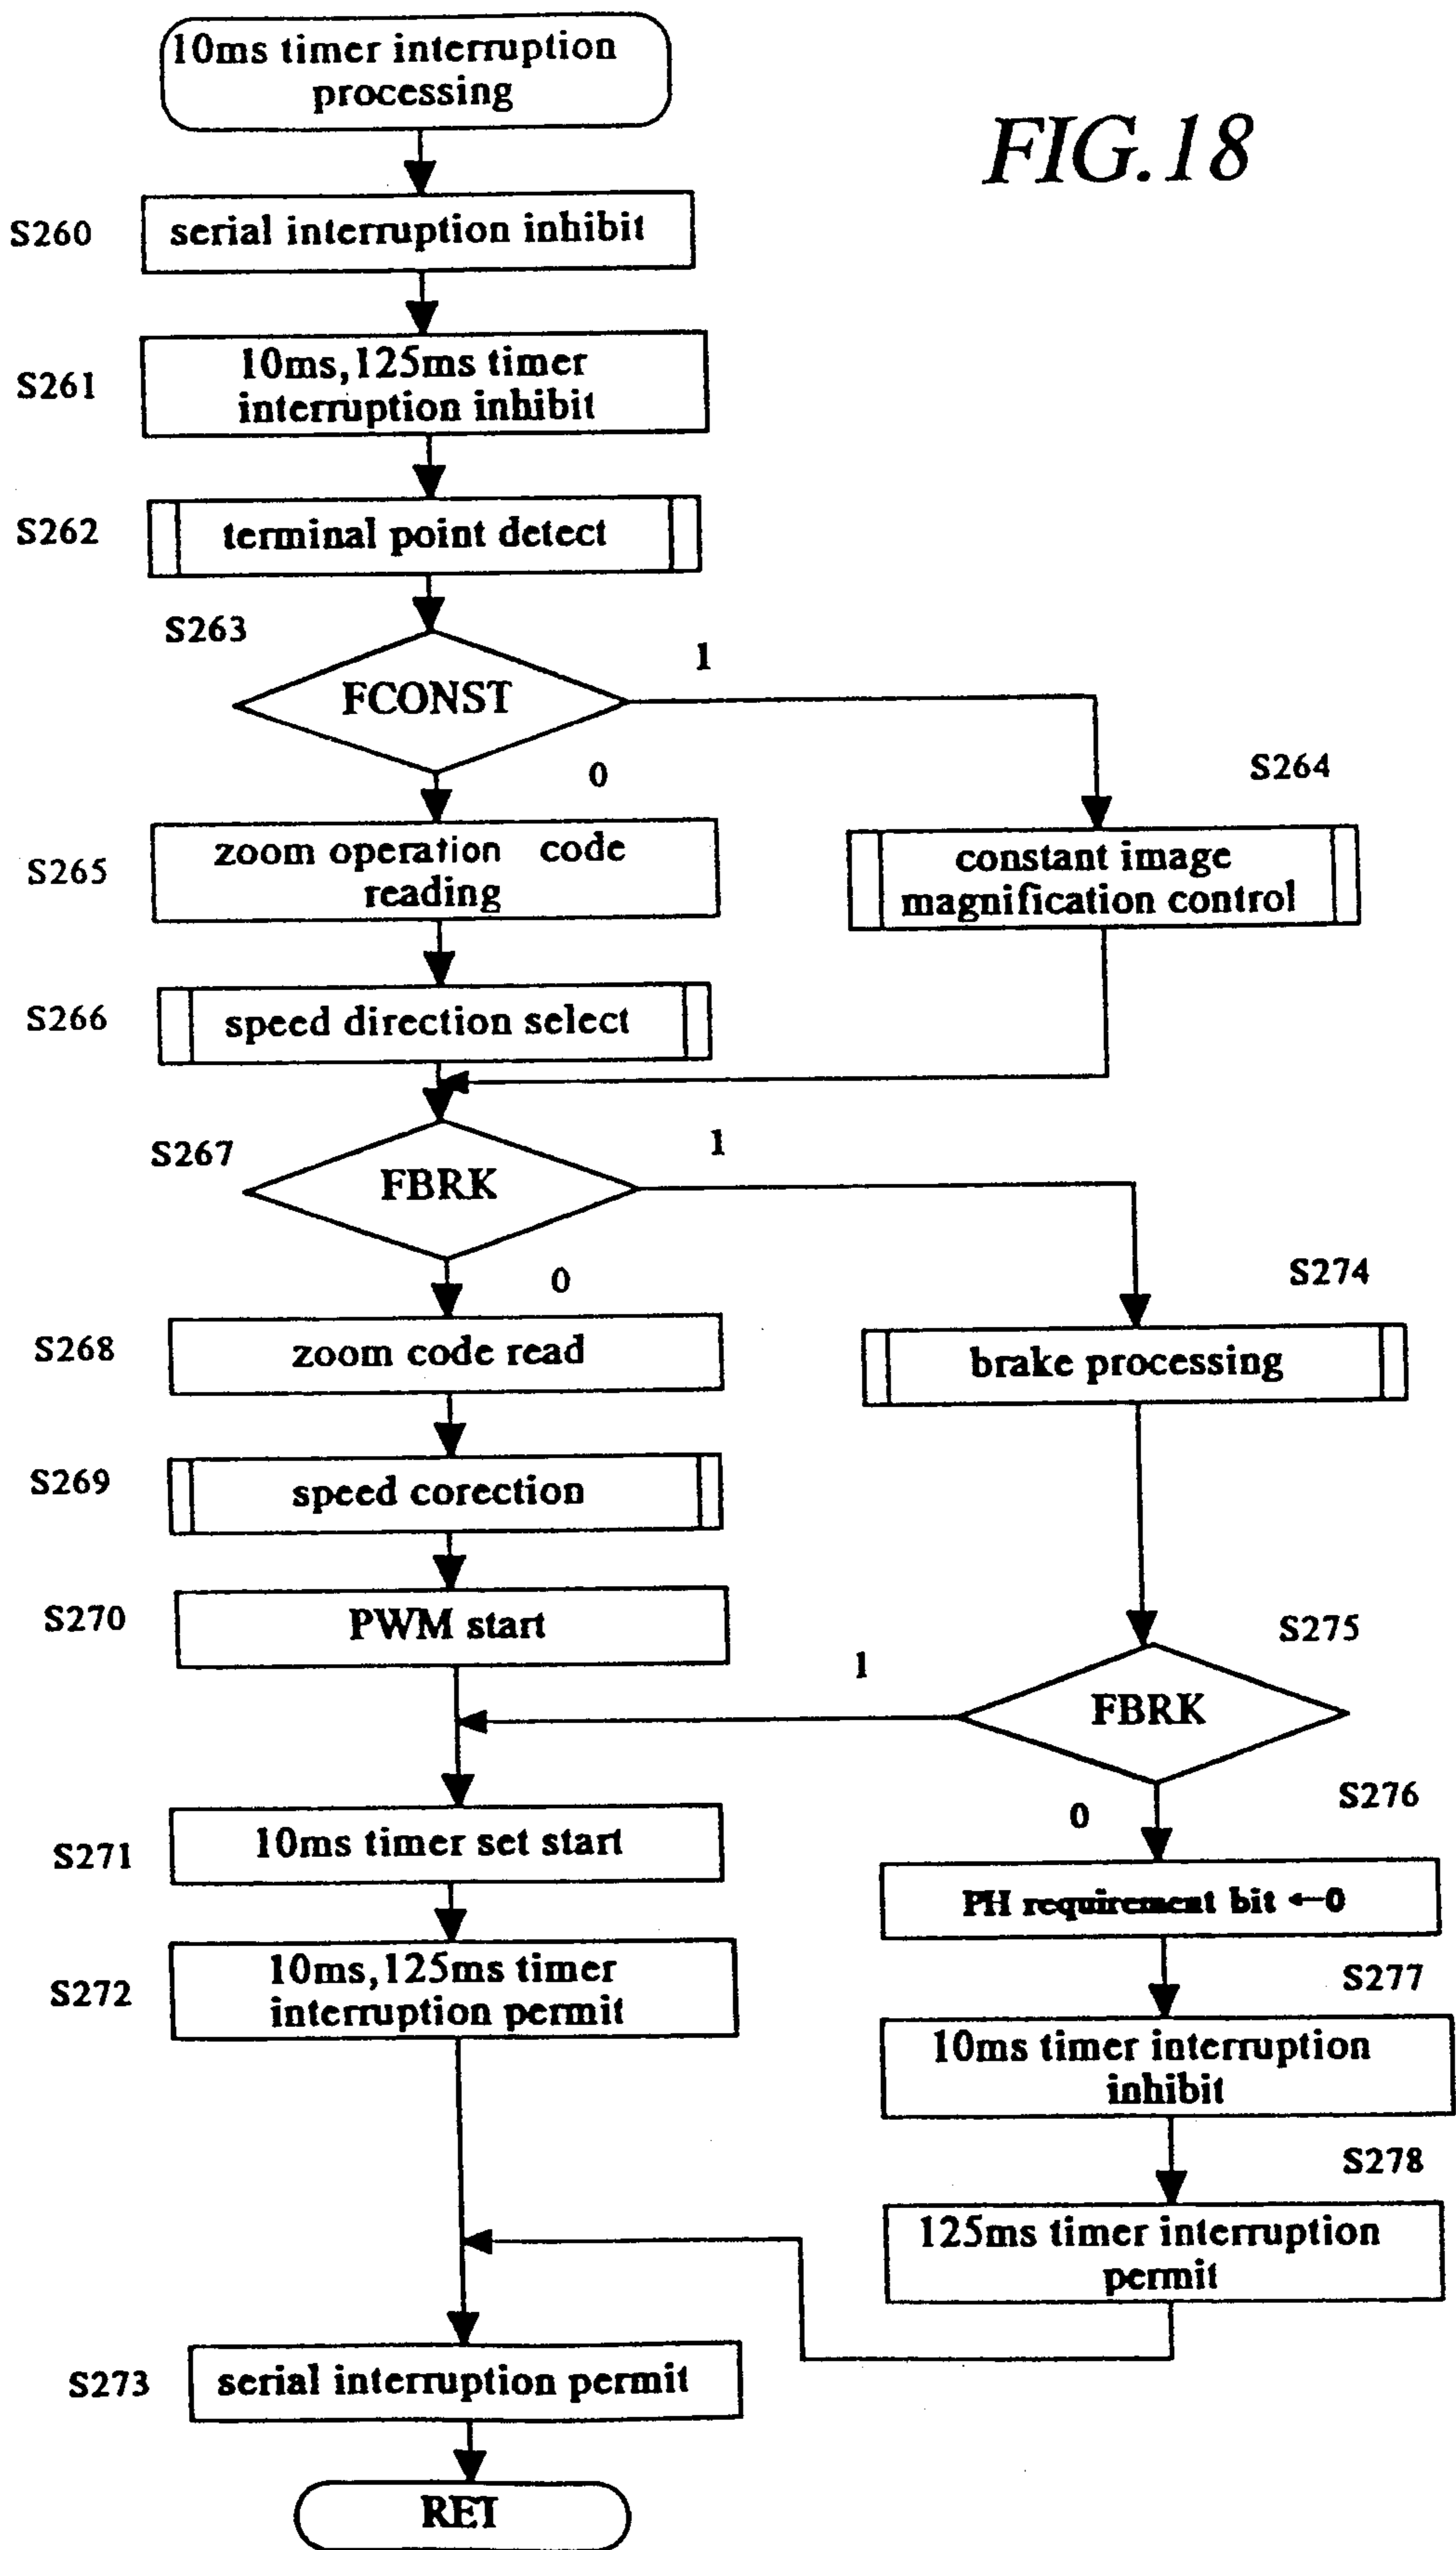 10ms timer interruption
processing
FIG.18
S260
serial interruption inhibit
S261
10ms,125ms timer
interruption inhibit
S262
terminal point detect
S263
FCONST
1
0
S264
constant image
magnification control
S265
zoom operation code
reading
S266
speed direction select
S267
FBRK
1
0
S274
brake processing
S268
zoom code read
S269
speed corection
S270
PWM start
S275
FBRK
1
0
S271
10ms timer set start
S276
PH requirement bit ←0
S272
10ms,125ms timer
interruption permit
S277
10ms timer interruption
inhibit
S278
125ms timer interruption
permit
S273
serial interruption permit
RET